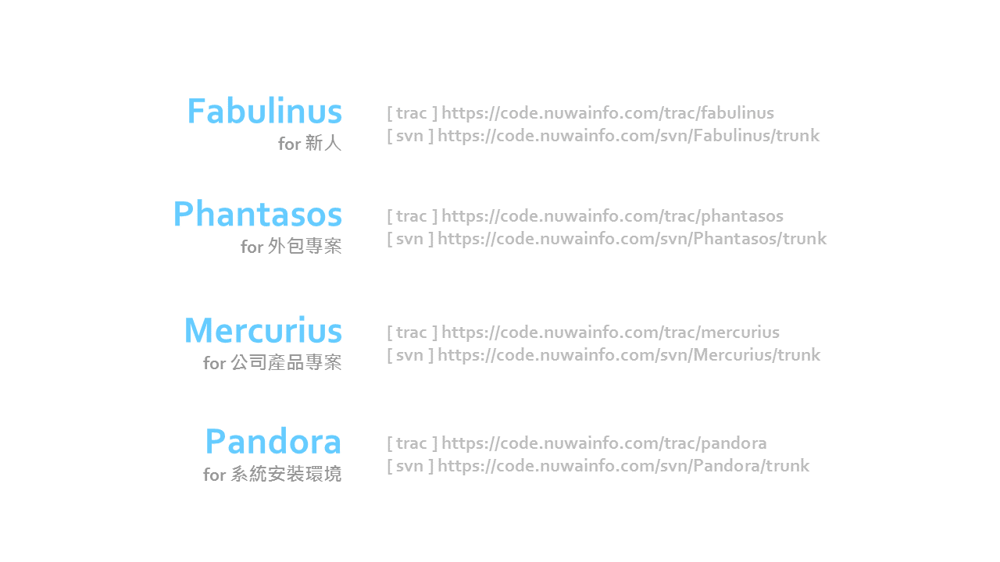 Fabulinus
for 新人
[ trac ] https://code.nuwainfo.com/trac/fabulinus
[ svn ] https://code.nuwainfo.com/svn/Fabulinus/trunk
Phantasos
for 外包專案
[ trac ] https://code.nuwainfo.com/trac/phantasos
[ svn ] https://code.nuwainfo.com/svn/Phantasos/trunk
Mercurius
for 公司產品專案
[ trac ] https://code.nuwainfo.com/trac/mercurius
[ svn ] https://code.nuwainfo.com/svn/Mercurius/trunk
Pandora
for 系統安裝環境
[ trac ] https://code.nuwainfo.com/trac/pandora
[ svn ] https://code.nuwainfo.com/svn/Pandora/trunk